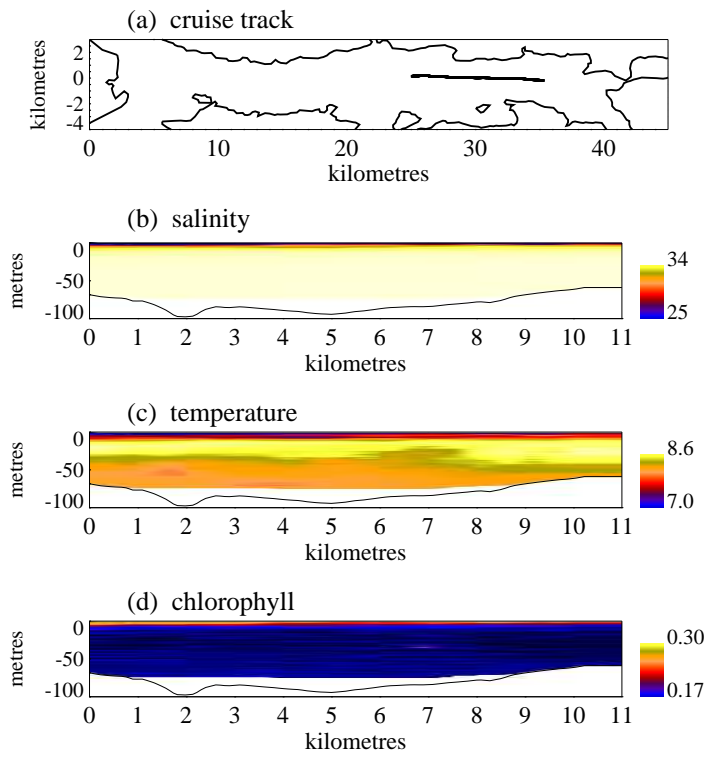 (a) cruise track
kilometres
2
0
-2
-4
0 10 20 30 40
kilometres
(b) salinity
metres
0
-50
-100
34
25
0 1 2 3 4 5 6 7 8 9 10 11
kilometres
(c) temperature
metres
0
-50
-100
8.6
7.0
0 1 2 3 4 5 6 7 8 9 10 11
kilometres
(d) chlorophyll
metres
0
-50
-100
0.30
0.17
0 1 2 3 4 5 6 7 8 9 10 11
kilometres